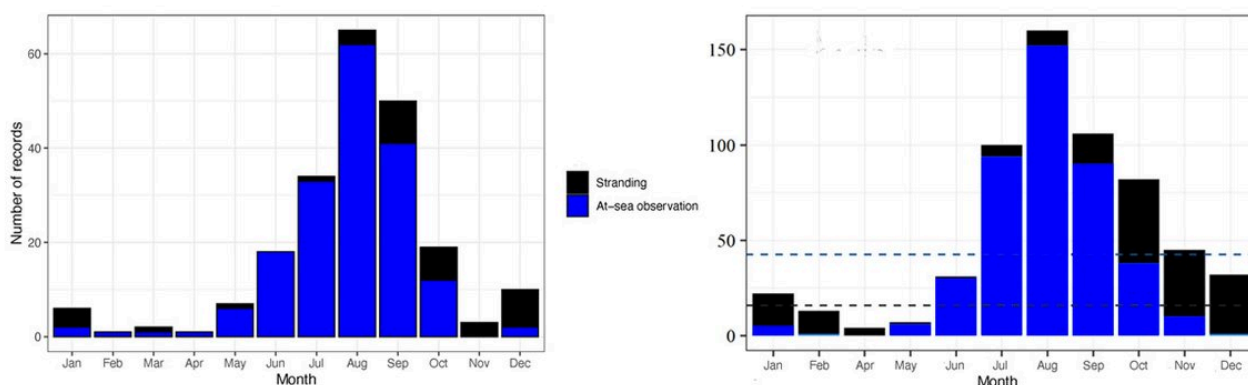 Number of records
60
40
20
0
Jan Feb Mar Apr May Jun Jul Aug Sep Oct Nov Dec
Month
Stranding
At-sea observation
150
100
50
0
Jan Feb Apr May Jun Jul Aug Sep Oct Nov Dec
Month